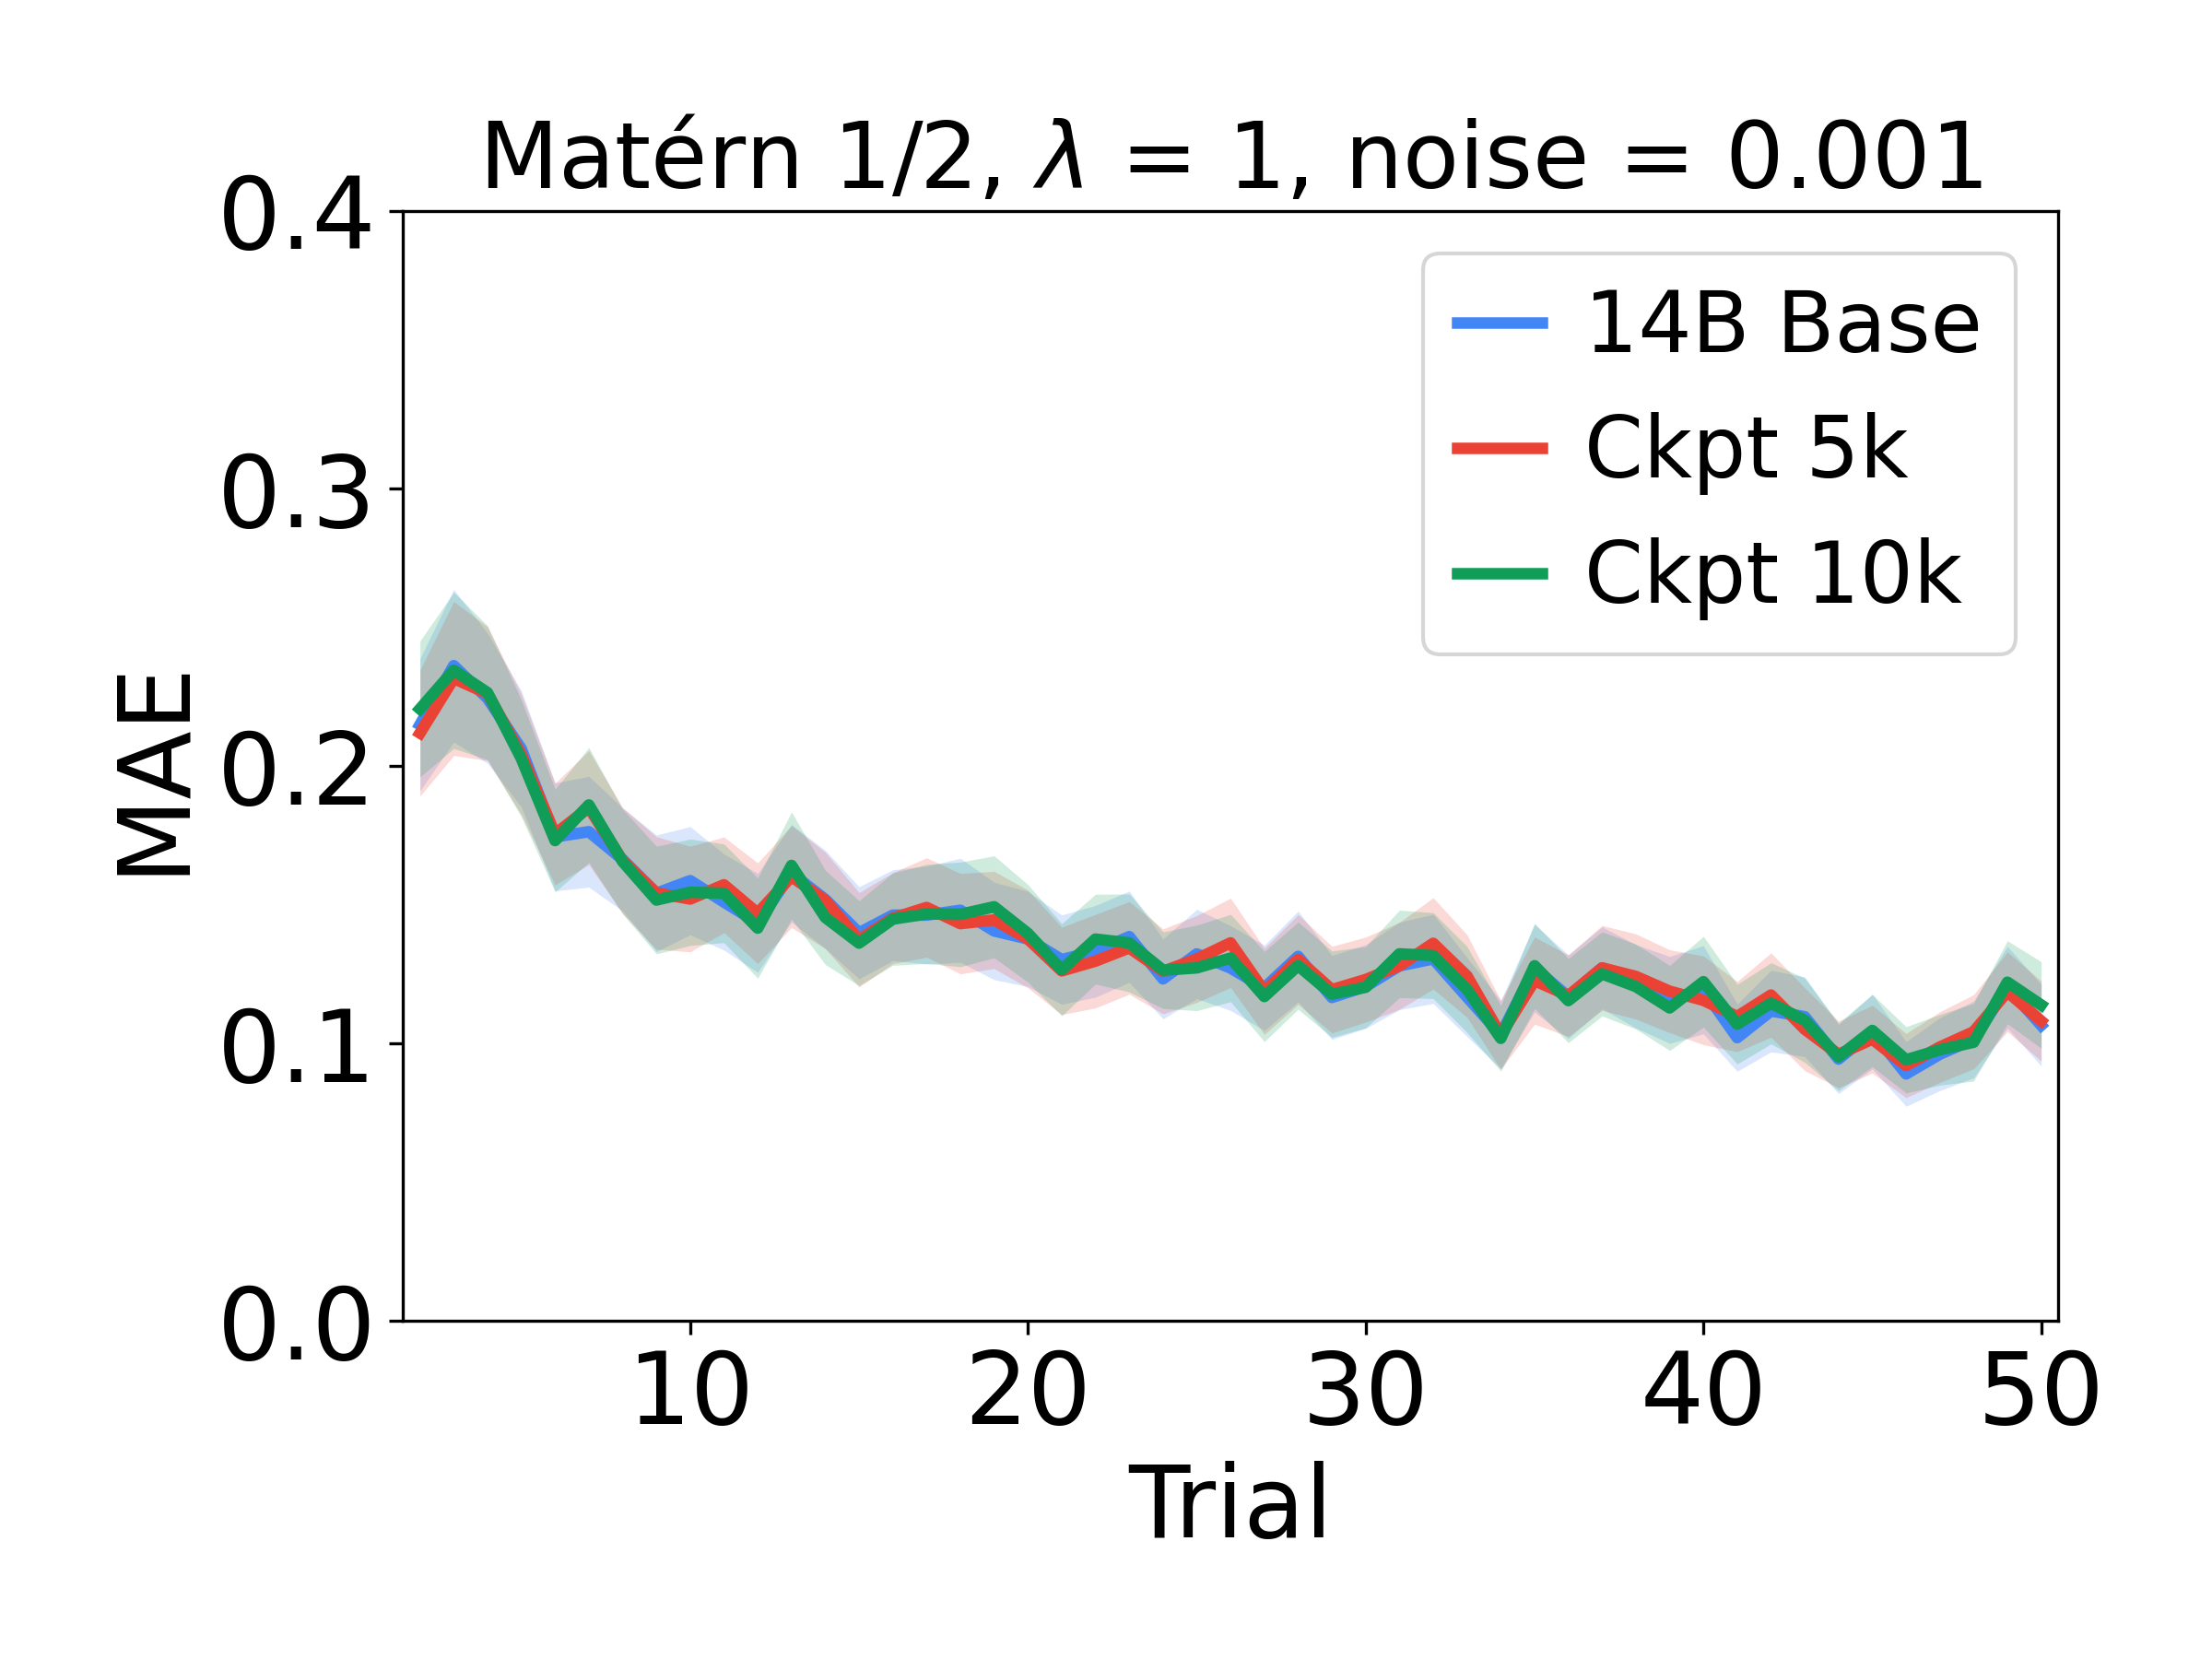 Matérn 1/2, λ = 1, noise = 0.001
0.4
0.3
0.2
0.1
0.0
MAE
14B Base
Ckpt 5k
Ckpt 10k
10 20 30 40 50
Trial